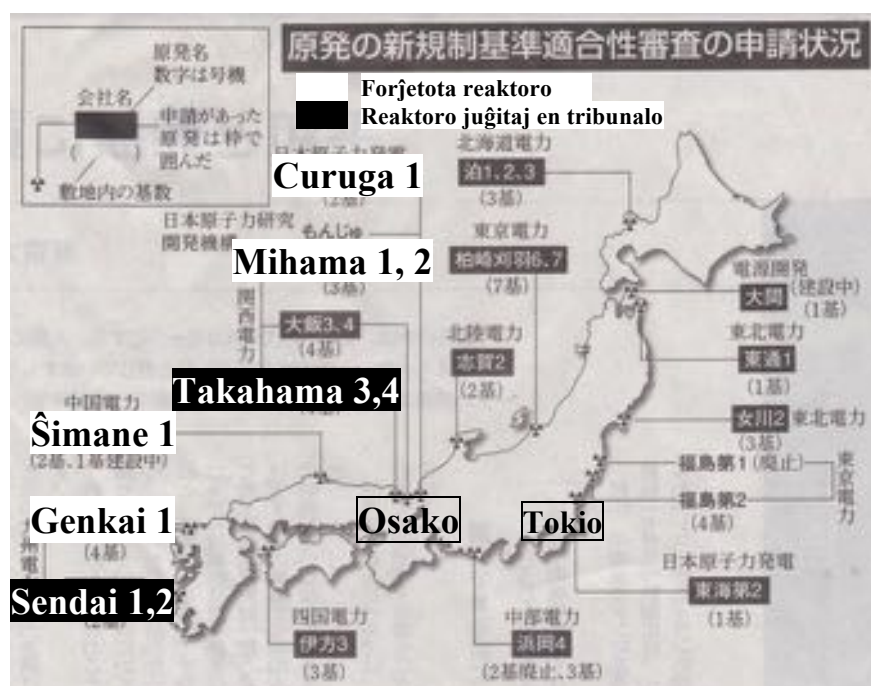 原発の新規制基準適合性審査の申請状況
原発名
数字は号機
会社名
申請があった
原発は枠で
囲んだ
(　　)
敷地内の基数
Forĵetota reaktoro
Reaktoro juĝitaj en tribunalo
日本原子力発電
Curuga 1
(2基)
北海道電力
泊1、2、3
(3基)
日本原子力研究
開発機構
もんじゅ
Mihama 1, 2
(3基)
東京電力
柏崎刈羽6、7
(7基)
電源開発
大間
(建設中)
(1基)
関西電力
大飯3、4
(4基)
北陸電力
志賀2
(2基)
東北電力
東通1
(1基)
Takahama 3,4
女川2
東北電力
(3基)
中国電力
Ŝimane 1
(2基、1基建設中)
福島第1(廃止)
福島第2
(4基)
東京電力
Genkai 1
(4基)
Osako
Tokio
日本原子力発電
東海第2
(1基)
Sendai 1,2
四国電力
伊方3
(3基)
中部電力
浜岡4
(2基廃止、3基)